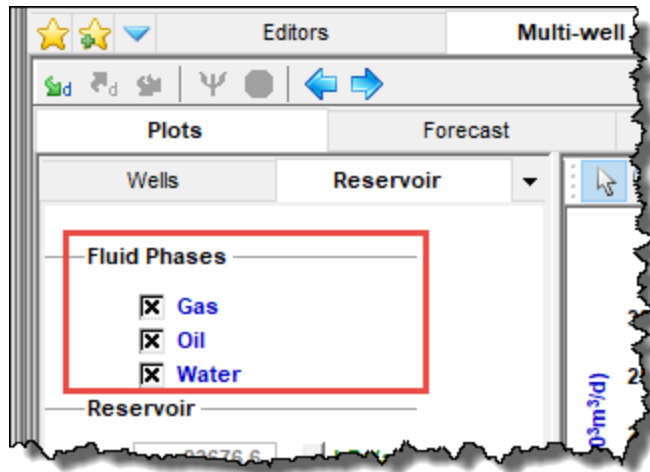 Editors Multi-well
d d
Plots Forecast
Wells Reservoir
Fluid Phases
Gas
Oil
Water
Reservoir